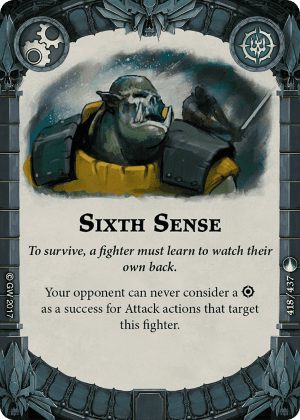 SIXTH SENSE
To survive, a fighter must learn to watch their
own back.
Your opponent can never consider a
as a success for Attack actions that target
this fighter.
© GW 2017
418/437